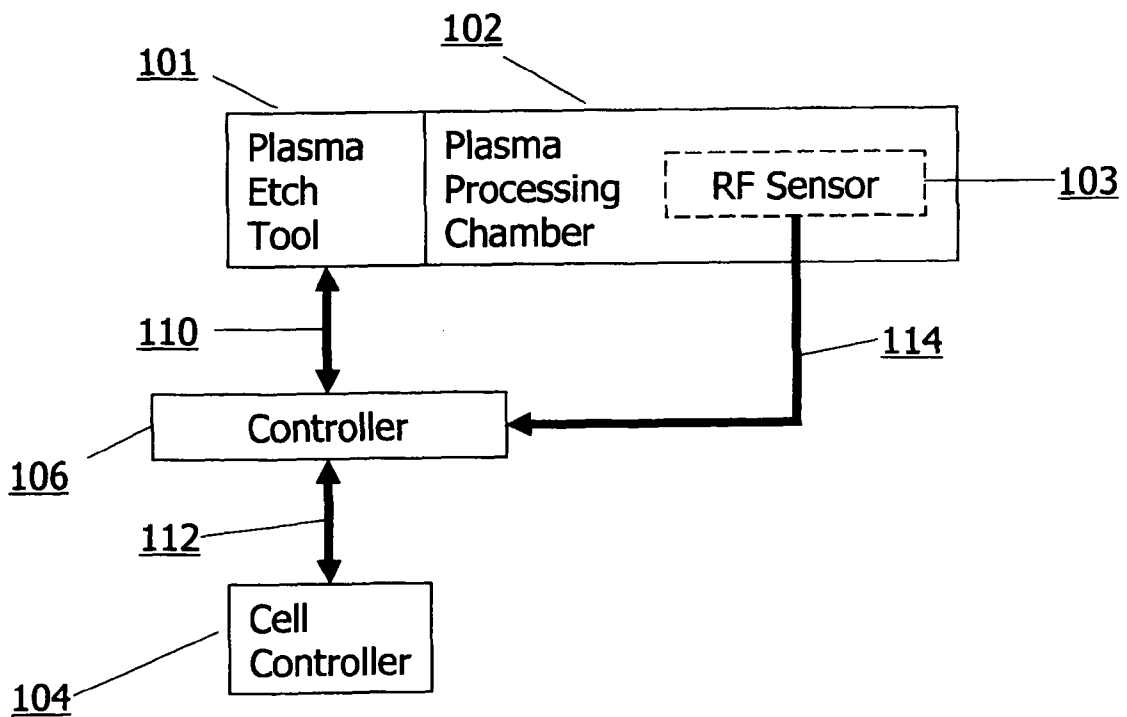 102
101
Plasma
Etch
Tool
Plasma
Processing
Chamber
RF Sensor
103
110
114
Controller
106
112
Cell
Controller
104